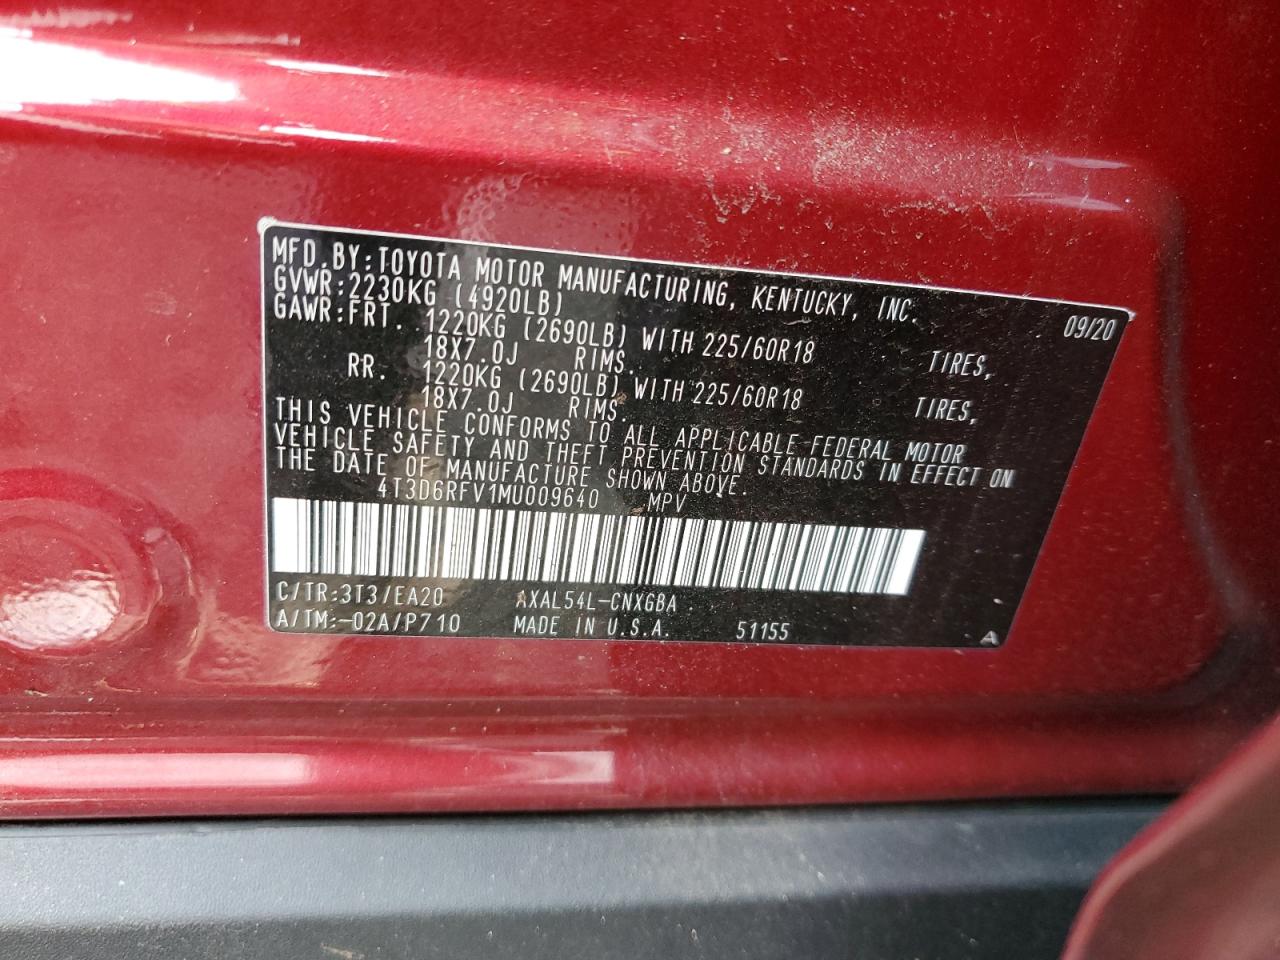 MFD.BY:TOYOTA MOTOR MANUFACTURING, KENTUCKY, INC.
GVWR:2230KG (4920LB) 09/20
GAWR:FRT. 1220KG (2690LB) WITH 225/60R18 TIRES,
18X7.0J RIMS.
RR. 1220KG (2690LB) WITH 225/60R18 TIRES,
18X7.0J RIMS.
THIS VEHICLE CONFORMS TO ALL APPLICABLE FEDERAL MOTOR
VEHICLE SAFETY AND THEFT PREVENTION STANDARDS IN EFFECT ON
THE DATE OF MANUFACTURE SHOWN ABOVE.
4T3D6RFV1MU009640 MPV
C/TR:3T3/EA20 AXAL54L-CNXGBA
A/TM:-02A/P710 MADE IN U.S.A. 51155 A